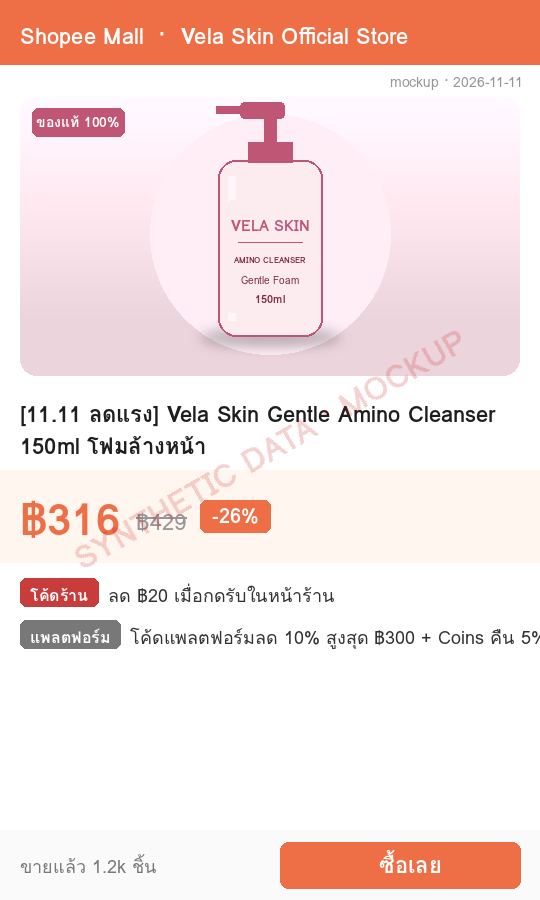 Shopee Mall · Vela Skin Official Store
mockup · 2026-11-11
ของแท้ 100%
VELA SKIN
AMINO CLEANSER
Gentle Foam
150ml
[11.11 ลดแรง] Vela Skin Gentle Amino Cleanser
150ml โฟมล้างหน้า
SYNTHETIC DATA · MOCKUP
฿316 ฿429 -26%
โค้ดร้าน ลด ฿20 เมื่อกดรับในหน้าร้าน
แพลตฟอร์ม โค้ดแพลตฟอร์มลด 10% สูงสุด ฿300 + Coins คืน 5%
ขายแล้ว 1.2k ชิ้น ซื้อเลย